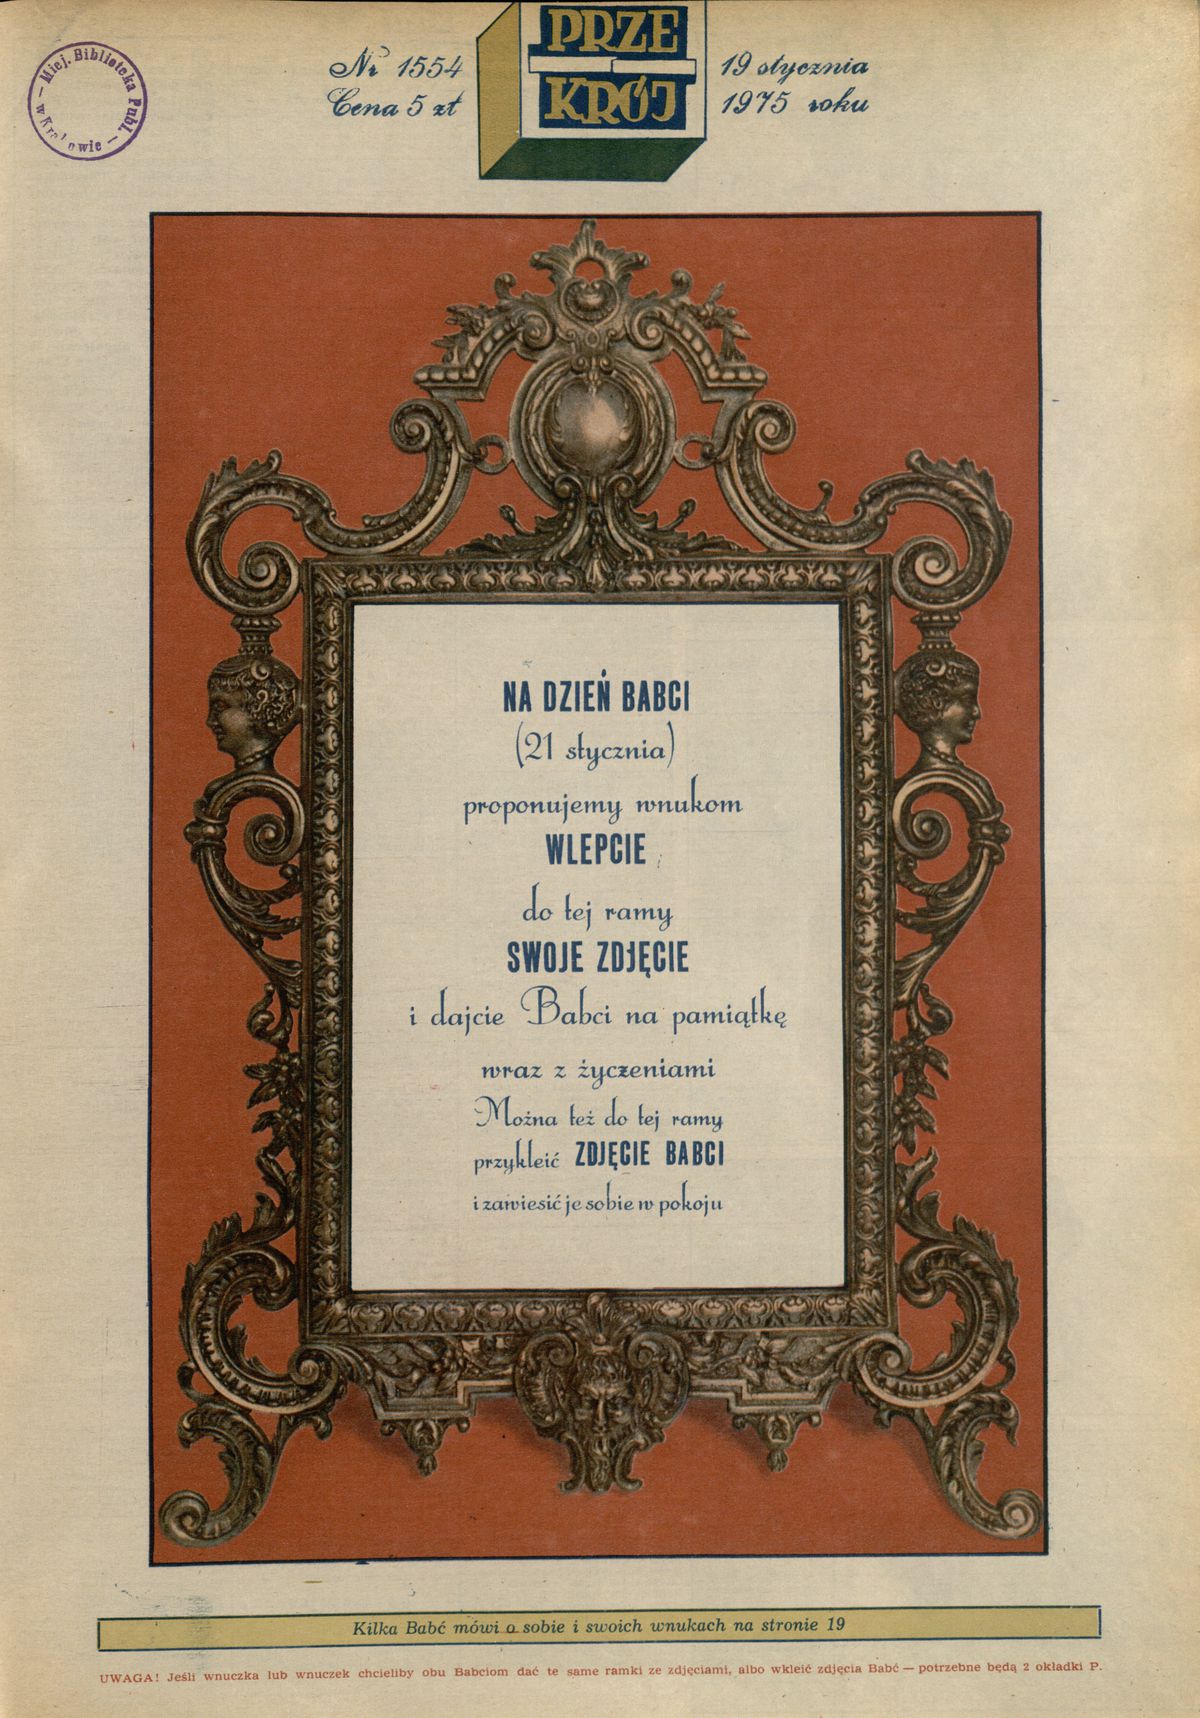 Miej. Biblioteka Publ.
w Krakowie
Nr 1554
Cena 5 zł
PRZE
KRÓJ
19 stycznia
1975 roku
NA DZIEŃ BABCI
(21 stycznia)
proponujemy wnukom
WLEPCIE
do tej ramy
SWOJE ZDJĘCIE
i dajcie Babci na pamiątkę
wraz z życzeniami
Można też do tej ramy
przykleić ZDJĘCIE BABCI
i zawiesić je sobie w pokoju
Kilka Babć mówi o sobie i swoich wnukach na stronie 19
UWAGA! Jeśli wnuczka lub wnuczek chcieliby obu Babciom dać te same ramki ze zdjęciami, albo wkleić zdjęcia Babć — potrzebne będą 2 okładki P.